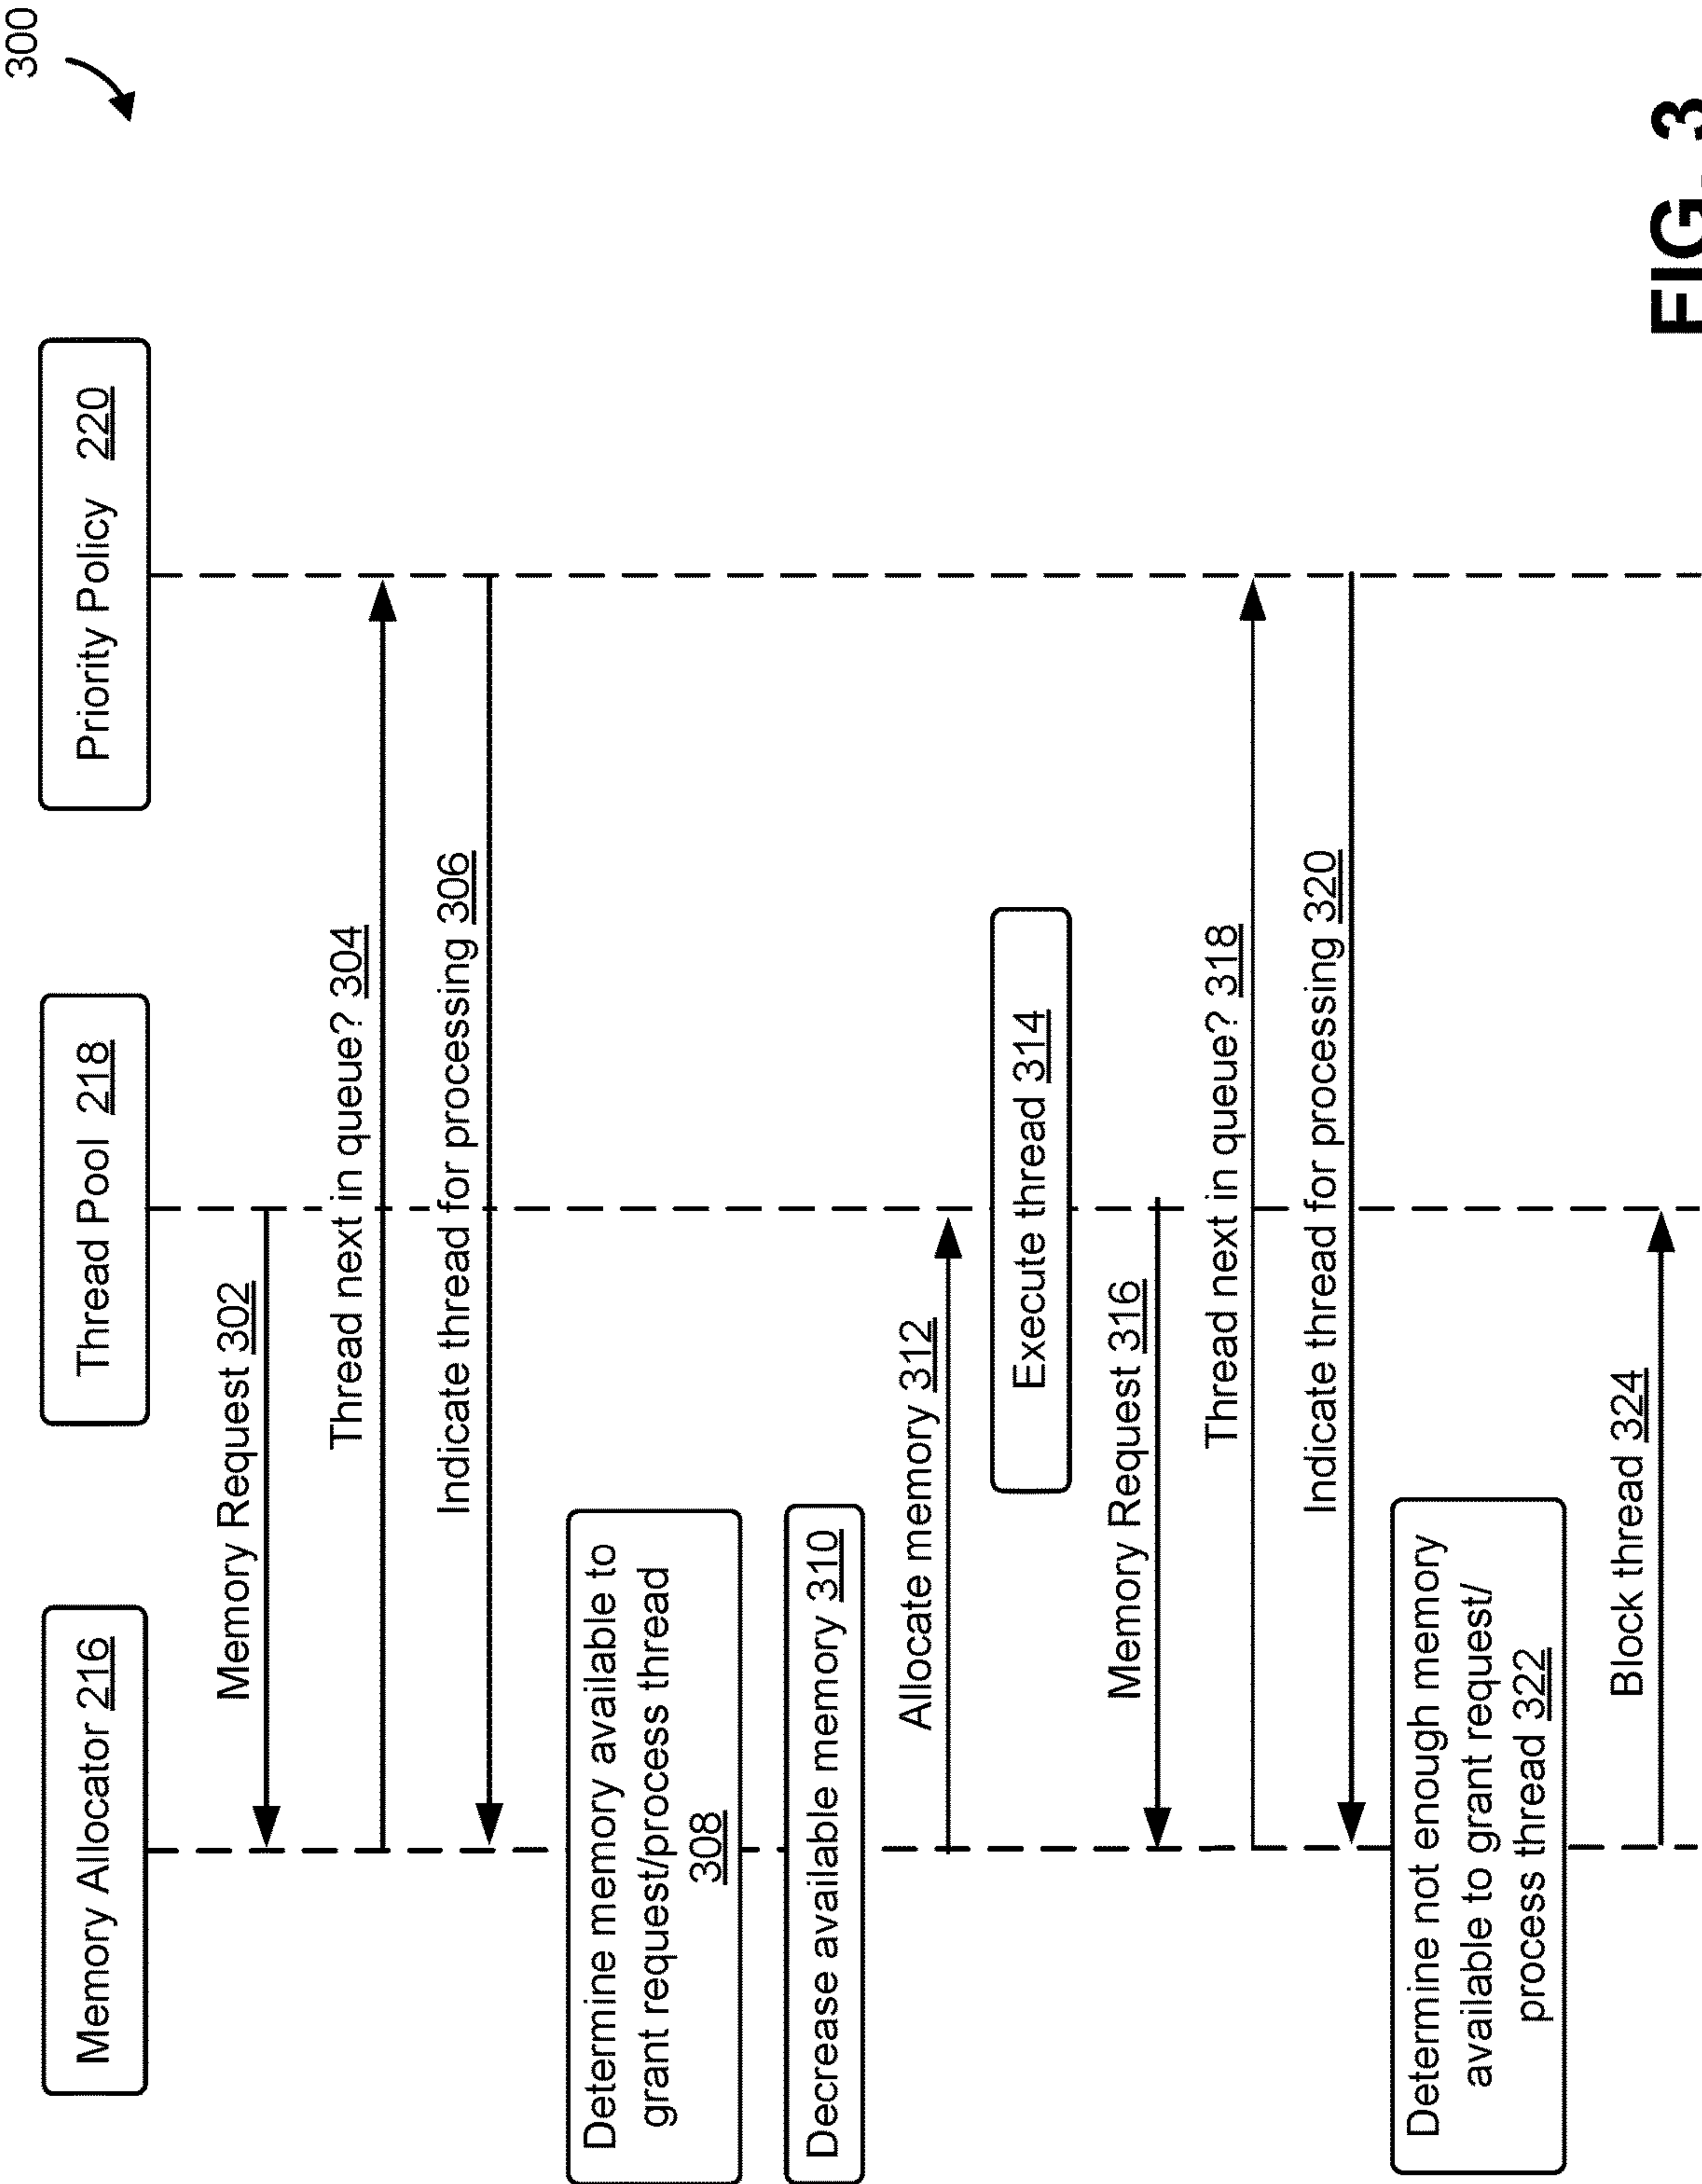 300
Memory Allocator 216
Thread Pool 218
Priority Policy 220
Memory Request 302
Thread next in queue? 304
Indicate thread for processing 306
Determine memory available to
grant request/process thread
308
Decrease available memory 310
Allocate memory 312
Execute thread 314
Memory Request 316
Thread next in queue? 318
Indicate thread for processing 320
Determine not enough memory
available to grant request/
process thread 322
Block thread 324
FIG. 3